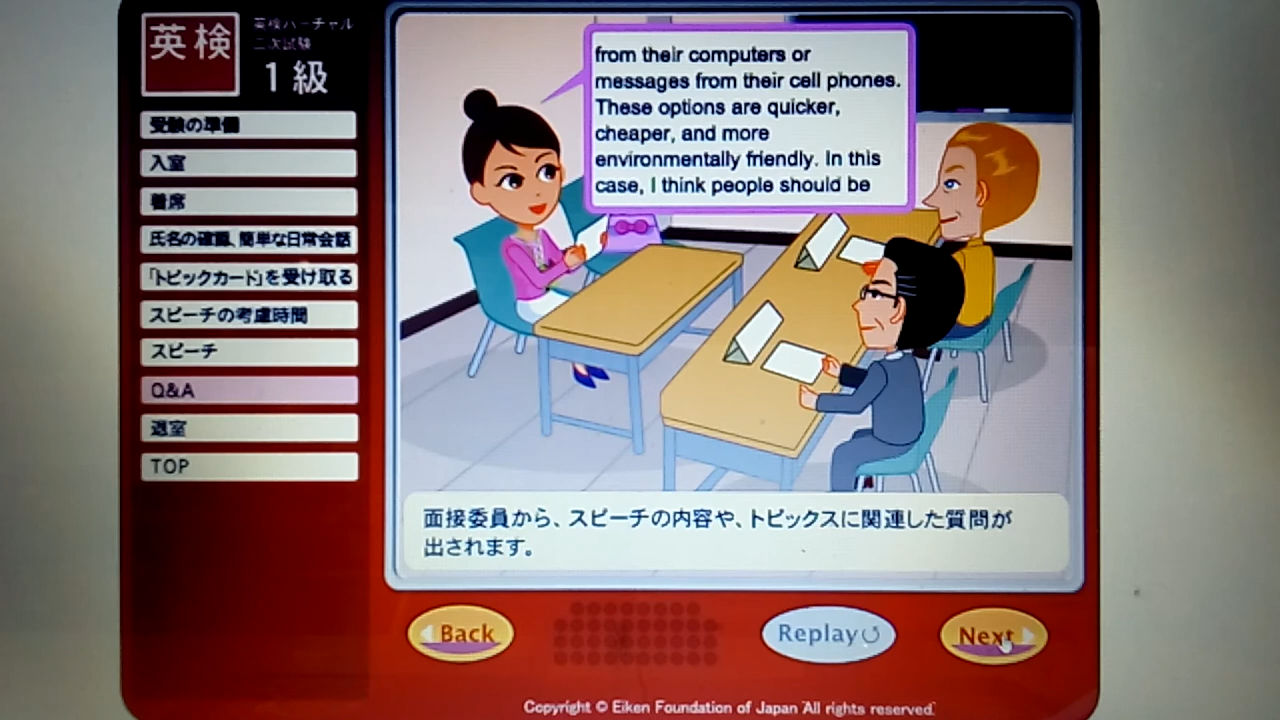 英検
英検バーチャル
二次試験
1級
受験の準備
入室
着席
氏名の確認、簡単な日常会話
「トピックカード」を受け取る
スピーチの考慮時間
スピーチ
Q&A
退室
TOP
from their computers or
messages from their cell phones.
These options are quicker,
cheaper, and more
environmentally friendly. In this
case, I think people should be
面接委員から、スピーチの内容や、トピックスに関連した質問が
出されます。
Back
Replay
Next
Copyright © Eiken Foundation of Japan All rights reserved.